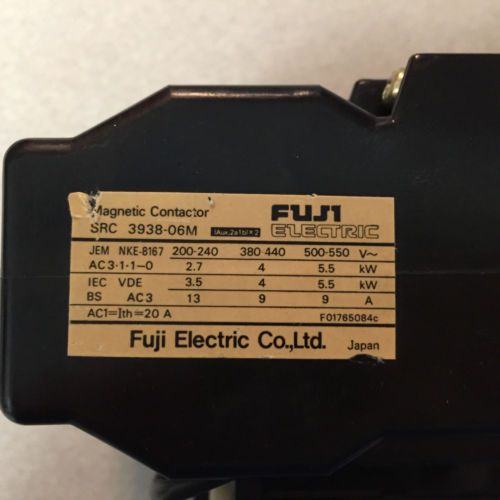 Magnetic Contactor FUJI
SRC 3938-06M (Aux.2a1b)×2 ELECTRIC
JEM NKE-8167 200-240 380-440 500-550 V~
AC3·1·1-0 2.7 4 5.5 kW
IEC VDE 3.5 4 5.5 kW
BS AC3 13 9 9 A
AC1=Ith=20 A F01765084c
Fuji Electric Co.,Ltd. Japan